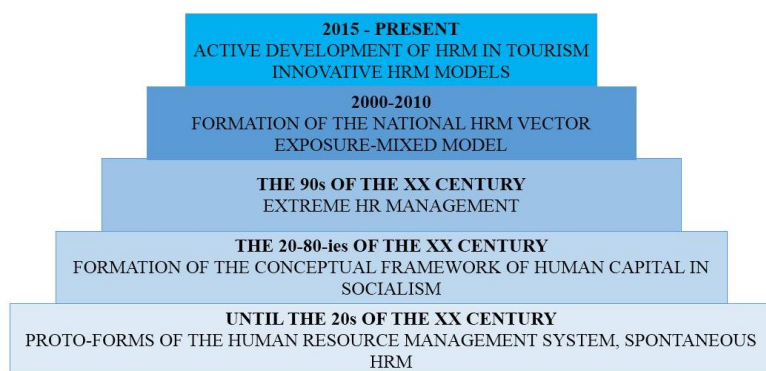 2015 - PRESENT
ACTIVE DEVELOPMENT OF HRM IN TOURISM
INNOVATIVE HRM MODELS
2000-2010
FORMATION OF THE NATIONAL HRM VECTOR
EXPOSURE-MIXED MODEL
THE 90s OF THE XX CENTURY
EXTREME HR MANAGEMENT
THE 20-80-ies OF THE XX CENTURY
FORMATION OF THE CONCEPTUAL FRAMEWORK OF HUMAN CAPITAL IN
SOCIALISM
UNTIL THE 20s OF THE XX CENTURY
PROTO-FORMS OF THE HUMAN RESOURCE MANAGEMENT SYSTEM, SPONTANEOUS
HRM